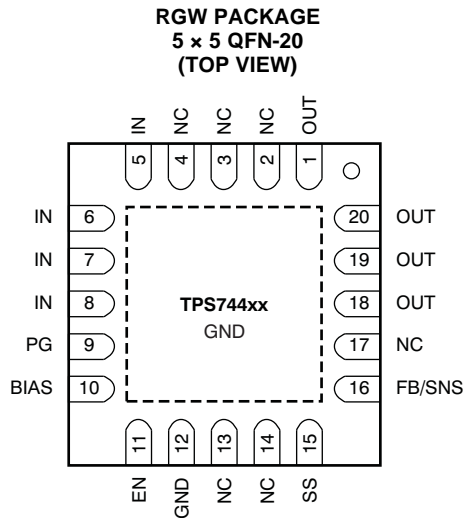 RGW PACKAGE
5 × 5 QFN-20
(TOP VIEW)
IN NC NC NC OUT
5 4 3 2 1
IN 6 20 OUT
IN 7 19 OUT
IN 8 18 OUT
TPS744xx
GND
PG 9 17 NC
BIAS 10 16 FB/SNS
11 12 13 14 15
EN GND NC NC SS